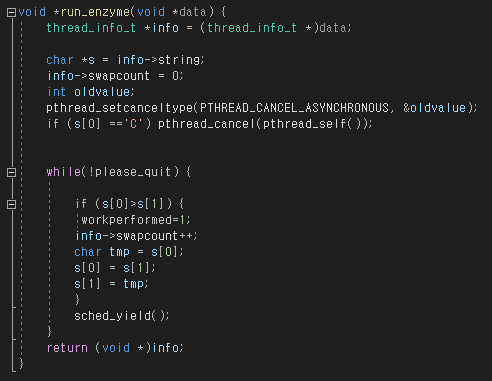 void *run_enzyme(void *data) {
thread_info_t *info = (thread_info_t *)data;
char *s = info->string;
info->swapcount = 0;
int oldvalue;
pthread_setcanceltype(PTHREAD_CANCEL_ASYNCHRONOUS, &oldvalue);
if (s[0] =='C') pthread_cancel(pthread_self());
while(!please_quit) {
if (s[0]>s[1]) {
workperformed=1;
info->swapcount++;
char tmp = s[0];
s[0] = s[1];
s[1] = tmp;
}
sched_yield();
}
return (void *)info;
}